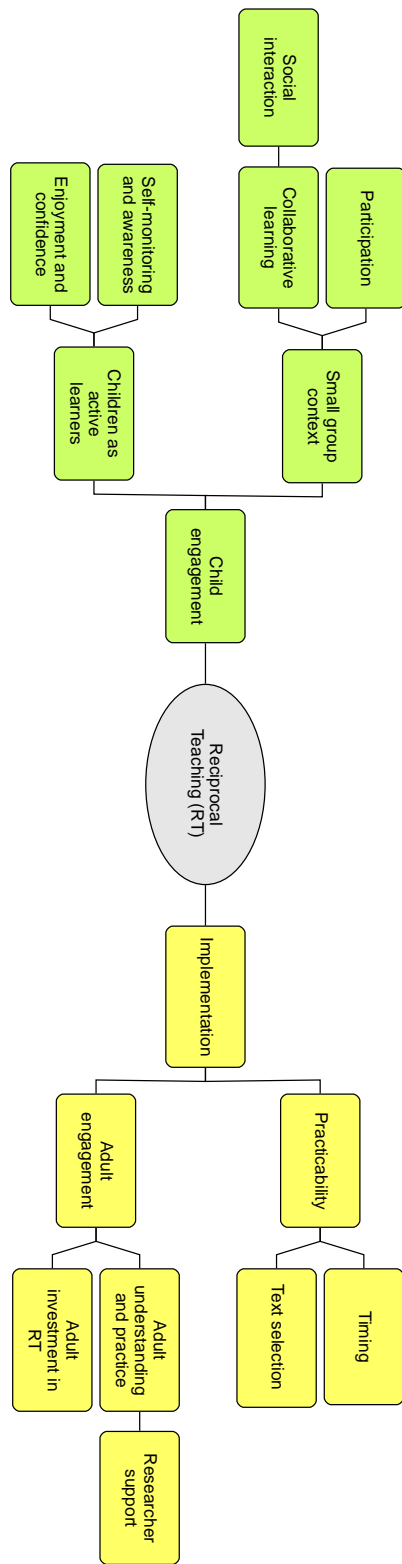 Social
interaction
Participation
Collaborative
learning
Small group
context
Self-monitoring
and awareness
Enjoyment and
confidence
Children as
active
learners
Child
engagement
Reciprocal
Teaching (RT)
Implementation
Practicability
Timing
Text selection
Adult
engagement
Adult
understanding
and practice
Adult
investment in
RT
Researcher
support